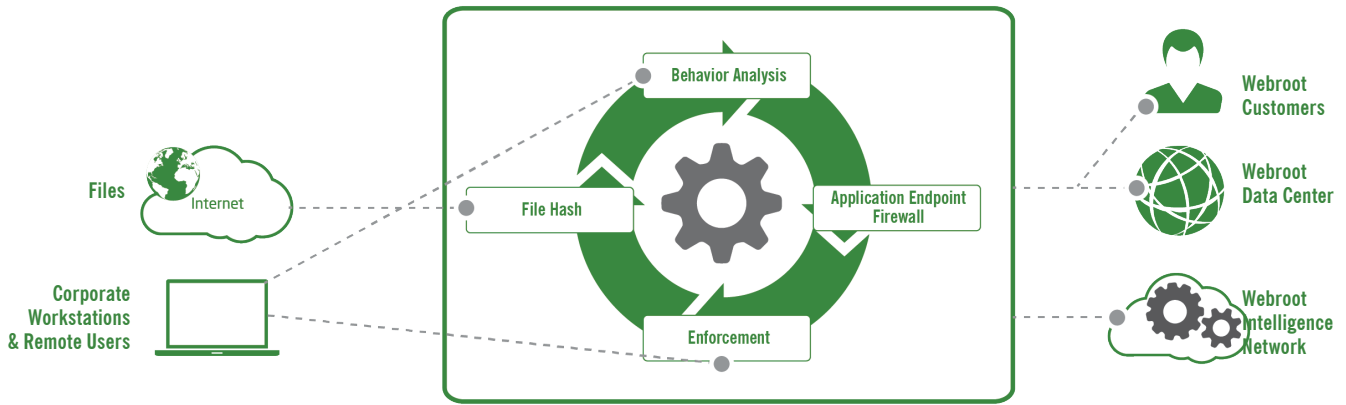 Files
Internet
Corporate
Workstations
& Remote Users
Behavior Analysis
File Hash
Application Endpoint
Firewall
Enforcement
Webroot
Customers
Webroot
Data Center
Webroot
Intelligence
Network